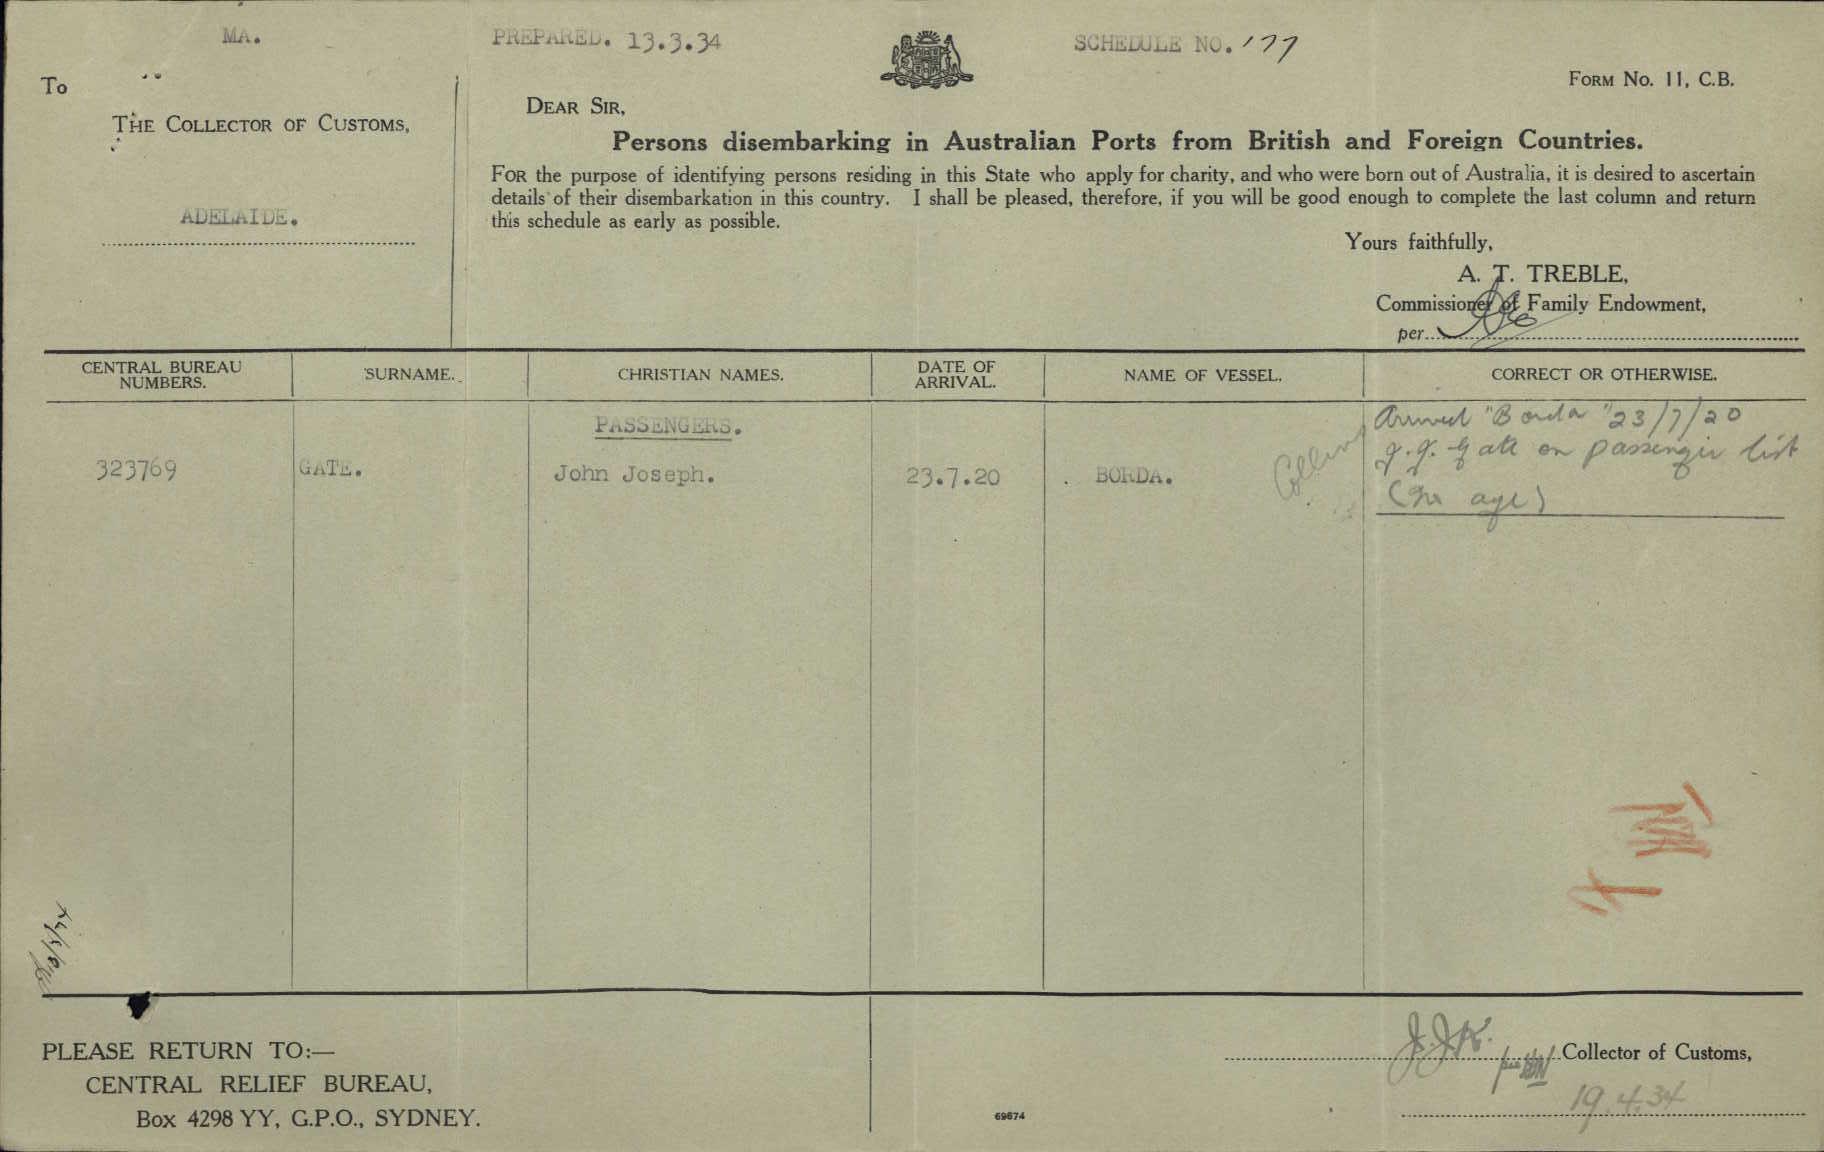 MA.
PREPARED. 13.3.34
SCHEDULE NO. 177
FORM NO. 11, C.B.
To
THE COLLECTOR OF CUSTOMS,
ADELAIDE.
DEAR SIR,
Persons disembarking in Australian Ports from British and Foreign Countries.
FOR the purpose of identifying persons residing in this State who apply for charity, and who were born out of Australia, it is desired to ascertain
details of their disembarkation in this country. I shall be pleased, therefore, if you will be good enough to complete the last column and return
this schedule as early as possible.
Yours faithfully,
A. T. TREBLE,
Commissioner of Family Endowment,
per
CENTRAL BUREAU NUMBERS. SURNAME. CHRISTIAN NAMES. DATE OF ARRIVAL. NAME OF VESSEL. CORRECT OR OTHERWISE.
PASSENGERS.
323769 GATE. John Joseph. 23.7.20 BORDA.
Collins
Arrived "Borda" 23/7/20
J. J. Gate on passenger list
(No age)
PLEASE RETURN TO:—
CENTRAL RELIEF BUREAU,
Box 4298 YY, G.P.O., SYDNEY.
69674
Collector of Customs,
19.4.34